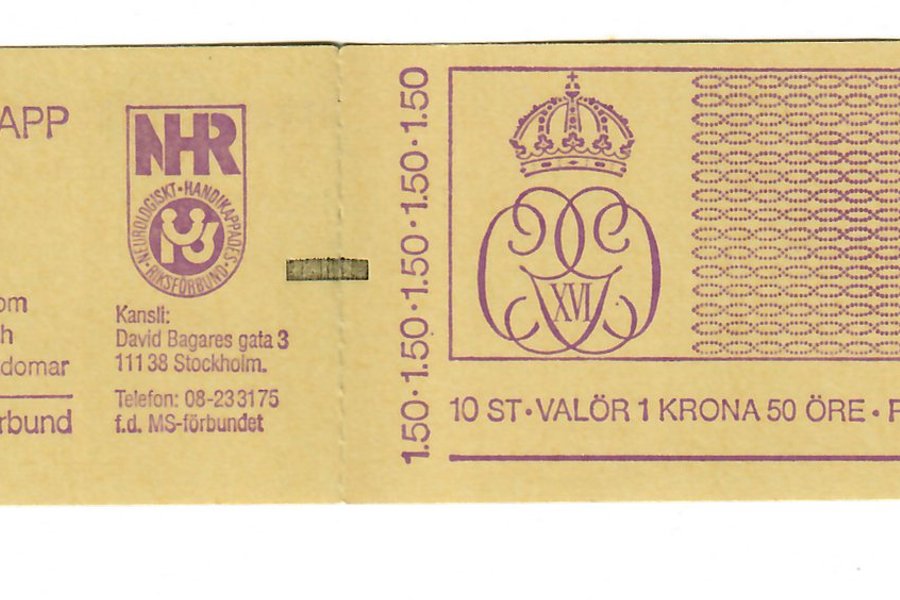 APP
NHR
NEUROLOGISKT • HANDIKAPPADES • RIKSFÖRBUND •
om
h
domar
rbund
Kansli:
David Bagares gata 3
111 38 Stockholm.
Telefon: 08-23 31 75
f.d. MS-förbundet
1.50 • 1.50 • 1.50 • 1.50 • 1.50
XVI
10 ST • VALÖR 1 KRONA 50 ÖRE • F